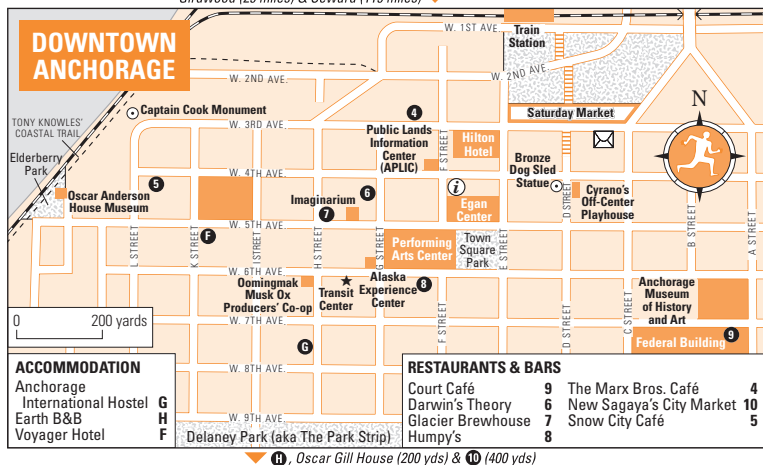 Girdwood (25 miles) & Seward (119 miles)
DOWNTOWN
ANCHORAGE
W. 1ST AVE.
Train
Station
W. 2ND AVE.
W. 2ND AVE.
Captain Cook Monument
4
Saturday Market
N
TONY KNOWLES'
COASTAL TRAIL
W. 3RD AVE.
Public Lands
Information
Center
(APLIC)
F STREET
Hilton
Hotel
Elderberry
Park
W. 4TH AVE.
Bronze
Dog Sled
Statue
5
Oscar Anderson
House Museum
6
Imaginarium
7
i
Egan
Center
D STREET
Cyrano's
Off-Center
Playhouse
W. 5TH AVE.
L STREET
K STREET
F
I STREET
H STREET
G STREET
Performing
Arts Center
Town
Square
Park
E STREET
B STREET
A STREET
W. 6TH AVE.
Oomingmak
Musk Ox
Producers' Co-op
Transit
Center
Alaska
Experience
Center
8
Anchorage
Museum
of History
and Art
0 200 yards
W. 7TH AVE.
F STREET
D STREET
C STREET
Federal Building
9
G
W. 8TH AVE.
W. 9TH AVE.
Delaney Park (aka The Park Strip)
ACCOMMODATION
Anchorage
International Hostel G
Earth B&B H
Voyager Hotel F
RESTAURANTS & BARS
Court Café 9
Darwin's Theory 6
Glacier Brewhouse 7
Humpy's 8
The Marx Bros. Café 4
New Sagaya's City Market 10
Snow City Café 5
H, Oscar Gill House (200 yds) & 10 (400 yds)